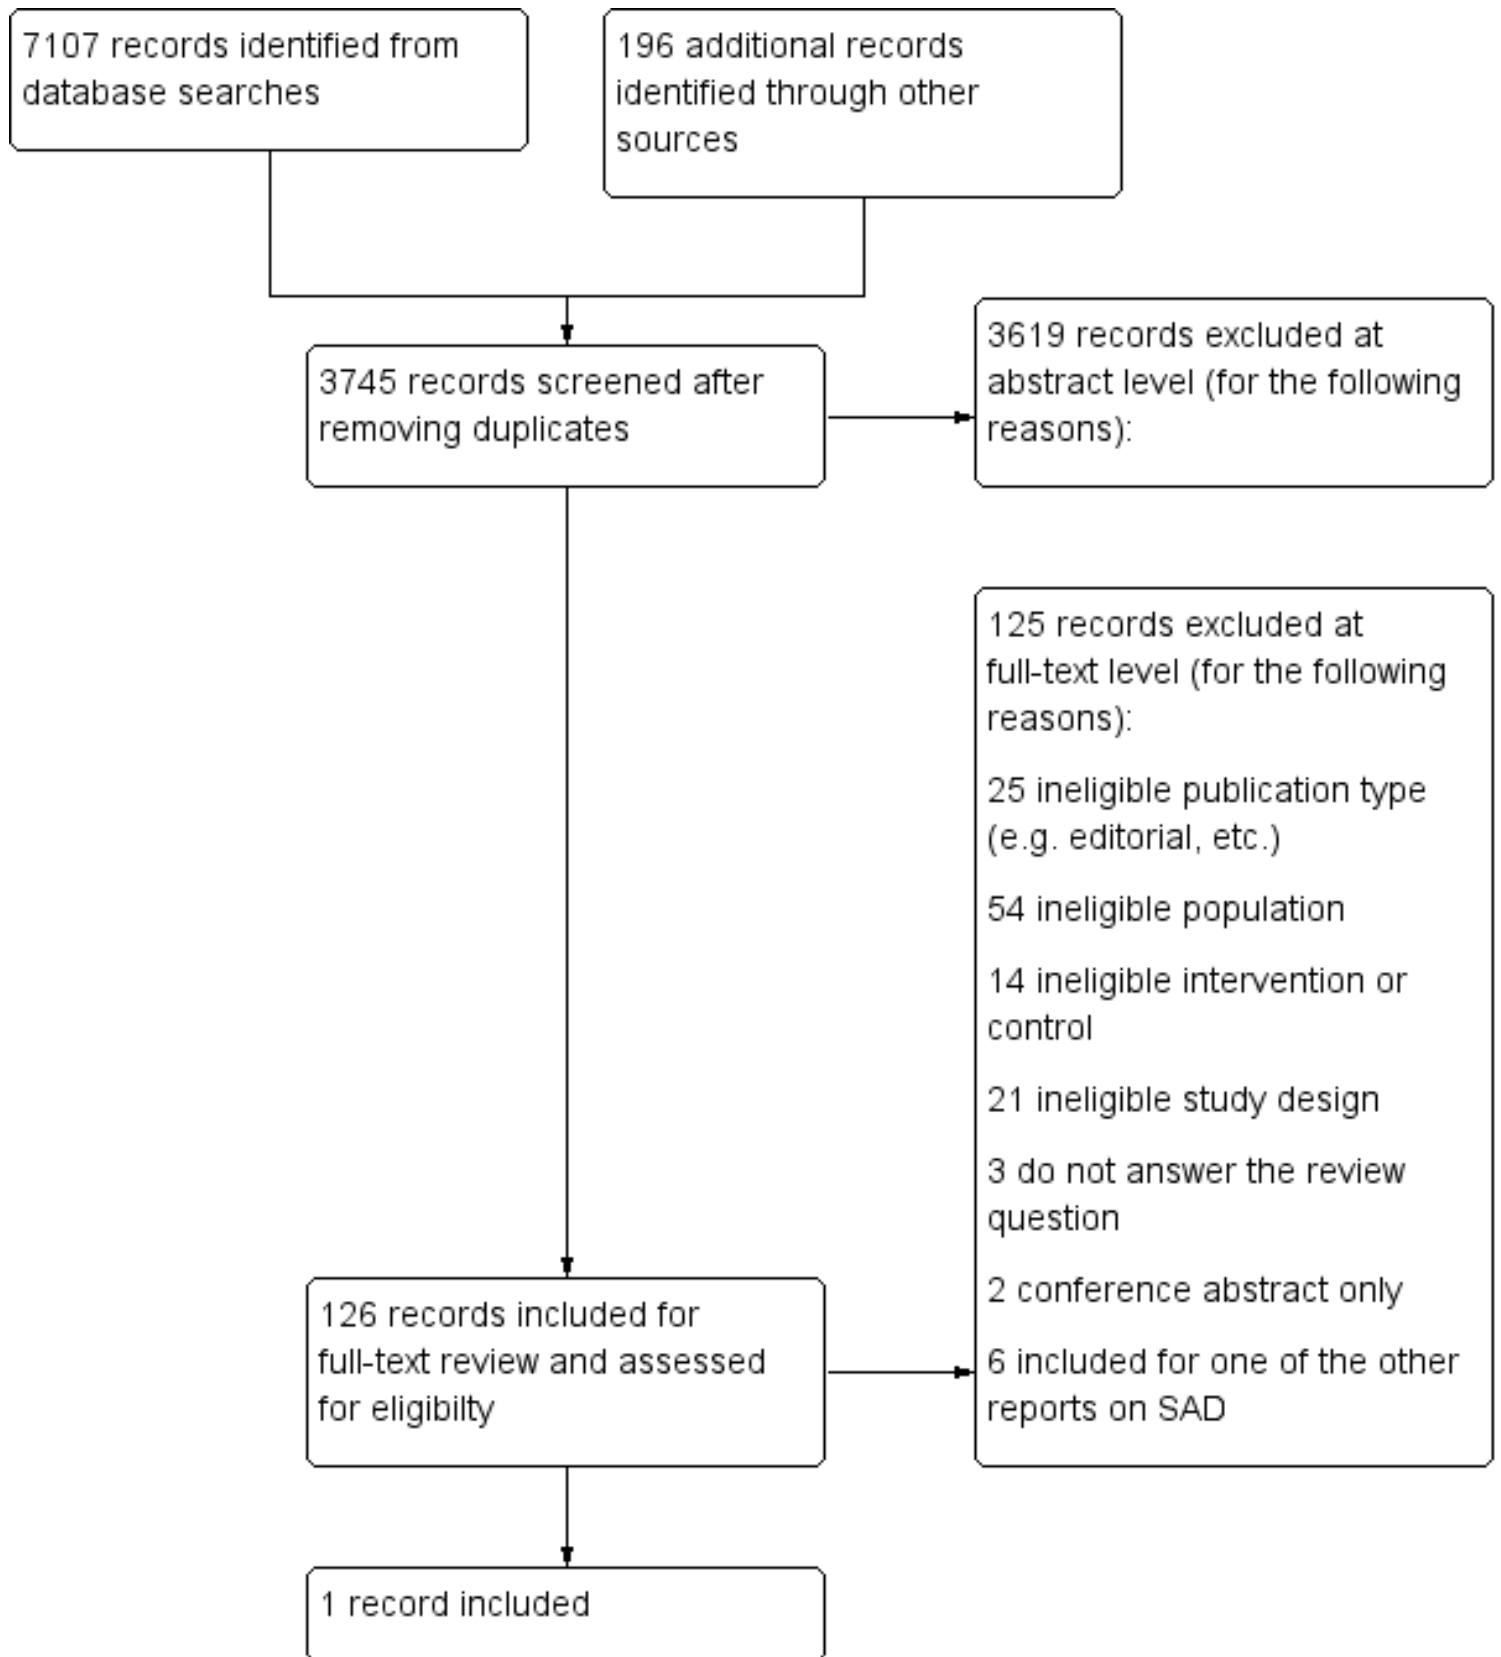 7107 records identified from
database searches
196 additional records
identified through other
sources
3745 records screened after
removing duplicates
3619 records excluded at
abstract level (for the following
reasons):
125 records excluded at
full-text level (for the following
reasons):
25 ineligible publication type
(e.g. editorial, etc.)
54 ineligible population
14 ineligible intervention or
control
21 ineligible study design
3 do not answer the review
question
2 conference abstract only
6 included for one of the other
reports on SAD
126 records included for
full-text review and assessed
for eligibilty
1 record included